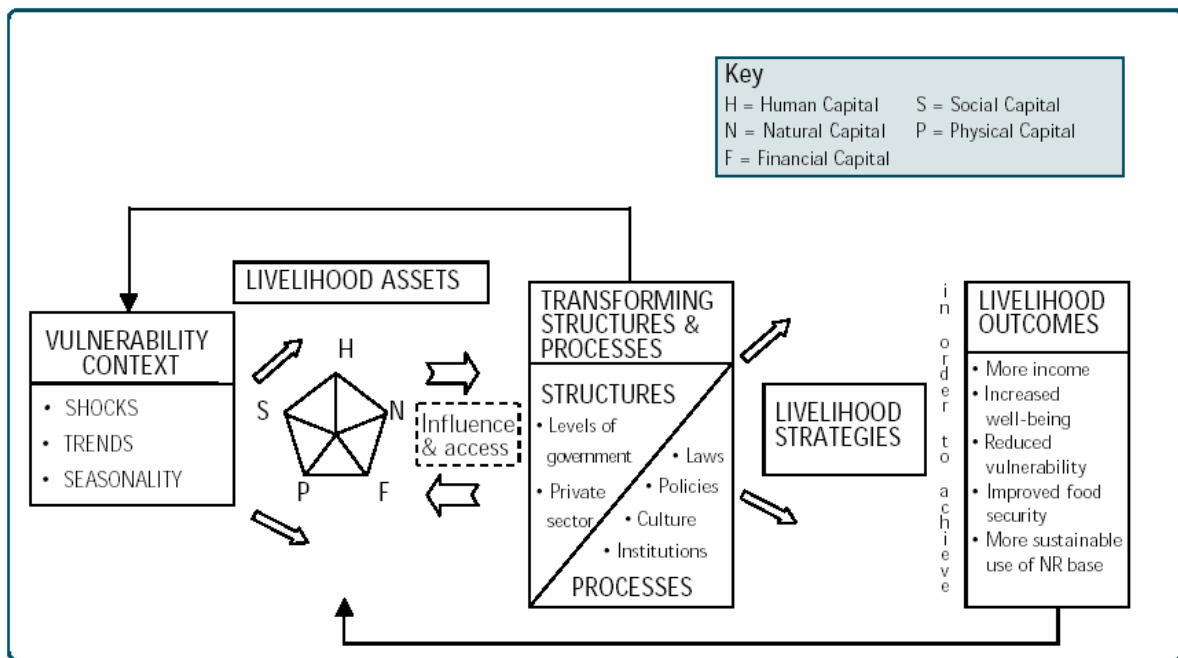 Key
H = Human Capital S = Social Capital
N = Natural Capital P = Physical Capital
F = Financial Capital
LIVELIHOOD ASSETS
VULNERABILITY
CONTEXT
• SHOCKS
• TRENDS
• SEASONALITY
H
S
N
P
F
Influence
& access
TRANSFORMING
STRUCTURES &
PROCESSES
STRUCTURES
• Levels of
government
• Private
sector
• Laws
• Policies
• Culture
• Institutions
PROCESSES
LIVELIHOOD
STRATEGIES
in order to achieve
LIVELIHOOD
OUTCOMES
• More income
• Increased
well-being
• Reduced
vulnerability
• Improved food
security
• More sustainable
use of NR base